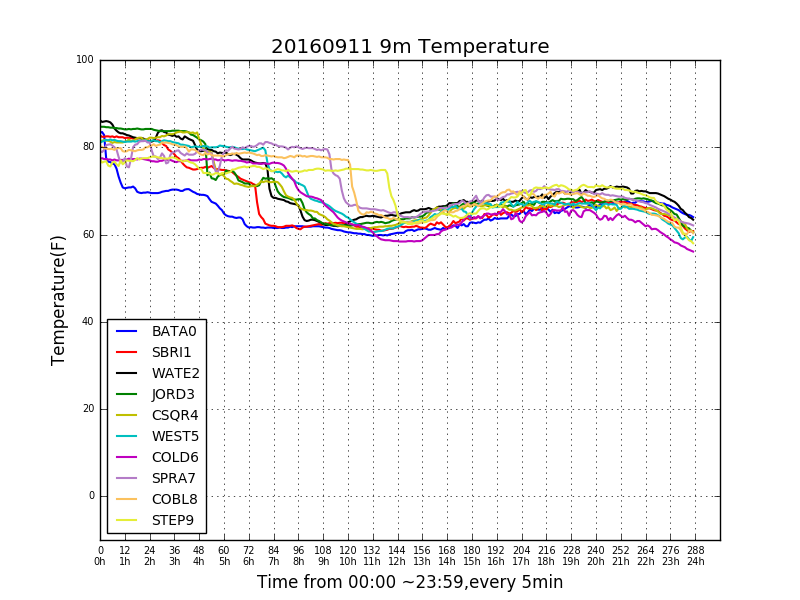 20160911 9m Temperature
100
80
60
40
20
0
Temperature(F)
BATA0
SBRI1
WATE2
JORD3
CSQR4
WEST5
COLD6
SPRA7
COBL8
STEP9
0 12 24 36 48 60 72 84 96 108 120 132 144 156 168 180 192 204 216 228 240 252 264 276 288
0h 1h 2h 3h 4h 5h 6h 7h 8h 9h 10h 11h 12h 13h 14h 15h 16h 17h 18h 19h 20h 21h 22h 23h 24h
Time from 00:00 ~23:59,every 5min